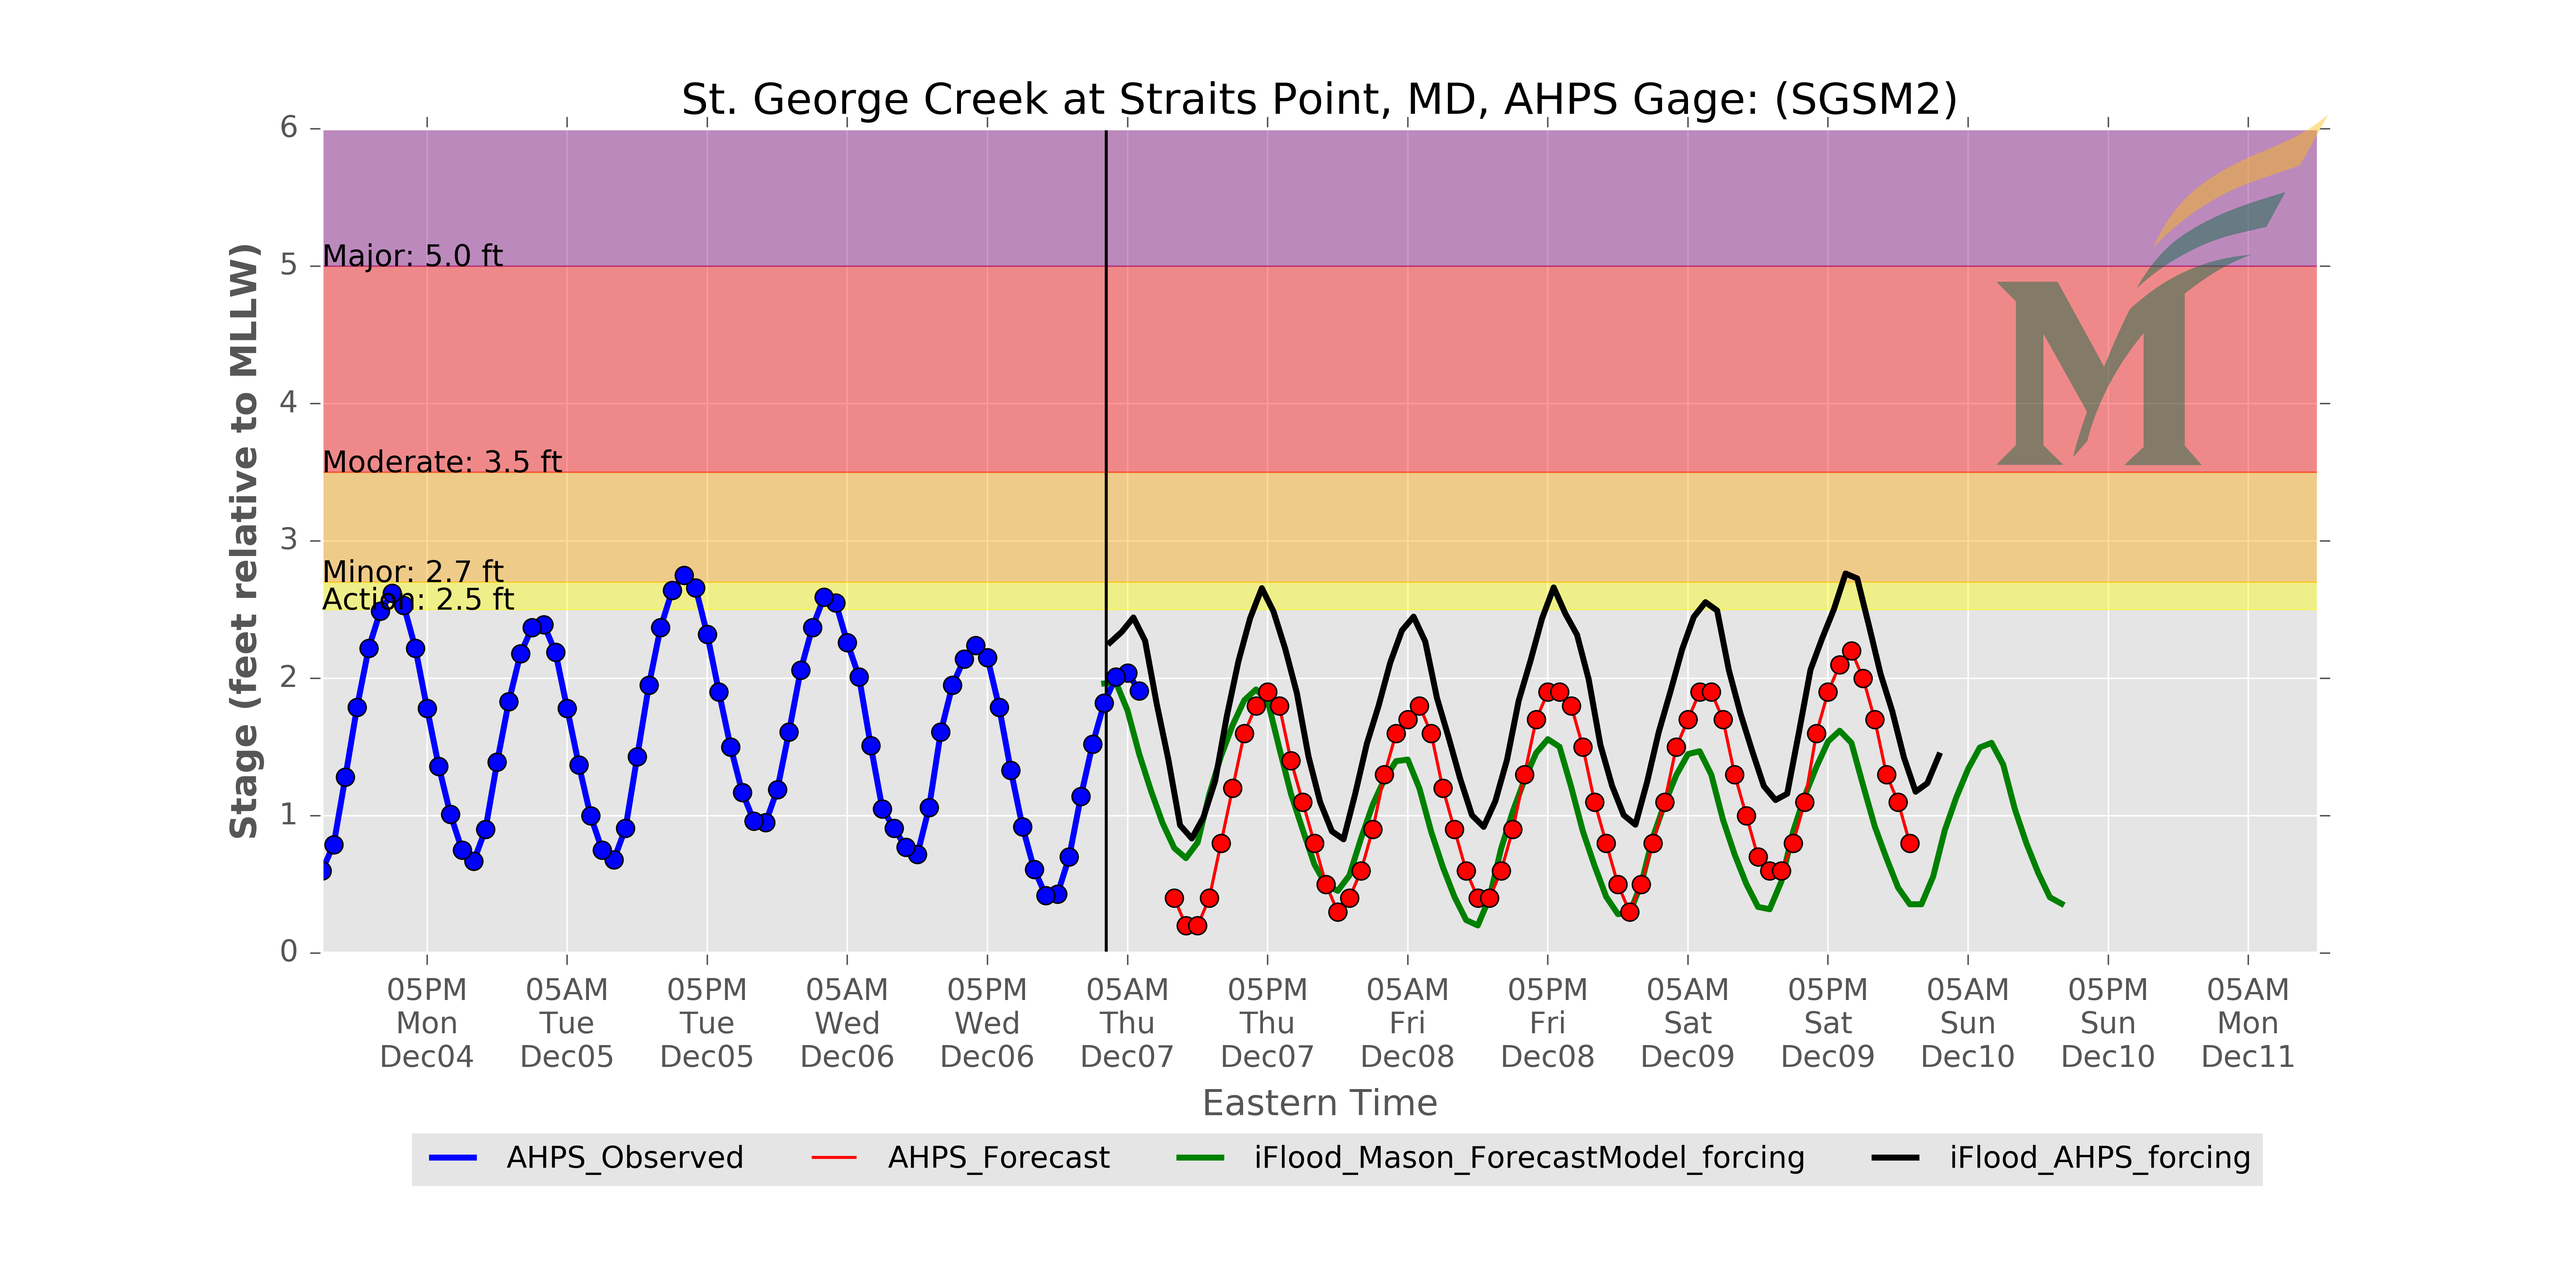 St. George Creek at Straits Point, MD, AHPS Gage: (SGSM2)
Stage (feet relative to MLLW)
6
5
4
3
2
1
0
Major: 5.0 ft
Moderate: 3.5 ft
Minor: 2.7 ft
Action: 2.5 ft
05PM 05AM 05PM 05AM 05PM 05AM 05PM 05AM 05PM 05AM 05PM 05AM 05PM 05AM
Mon Tue Tue Wed Wed Thu Thu Fri Fri Sat Sat Sun Sun Mon
Dec04 Dec05 Dec05 Dec06 Dec06 Dec07 Dec07 Dec08 Dec08 Dec09 Dec09 Dec10 Dec10 Dec11
Eastern Time
AHPS_Observed AHPS_Forecast iFlood_Mason_ForecastModel_forcing iFlood_AHPS_forcing
M